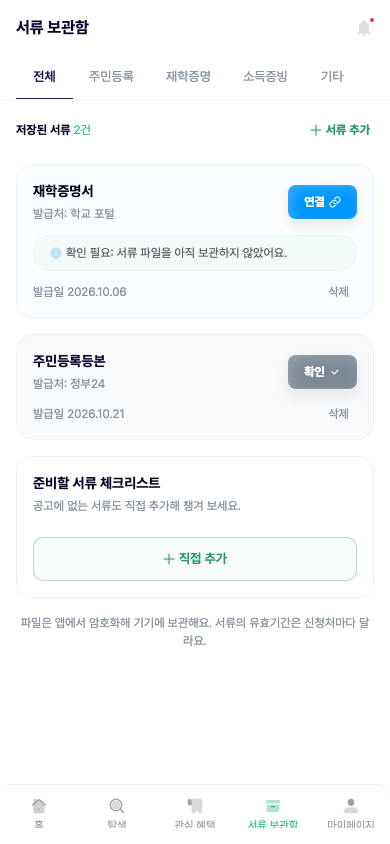 서류 보관함
전체 주민등록 재학증명 소득증빙 기타
저장된 서류 2건
서류 추가
재학증명서
발급처: 학교 포털
연결
확인 필요: 서류 파일을 아직 보관하지 않았어요.
발급일 2026.10.06
삭제
주민등록등본
발급처: 정부24
확인
발급일 2026.10.21
삭제
준비할 서류 체크리스트
공고에 없는 서류도 직접 추가해 챙겨 보세요.
직접 추가
파일은 앱에서 암호화해 기기에 보관해요. 서류의 유효기간은 신청처마다 달
라요.
홈 탐색 관심 혜택 서류 보관함 마이페이지